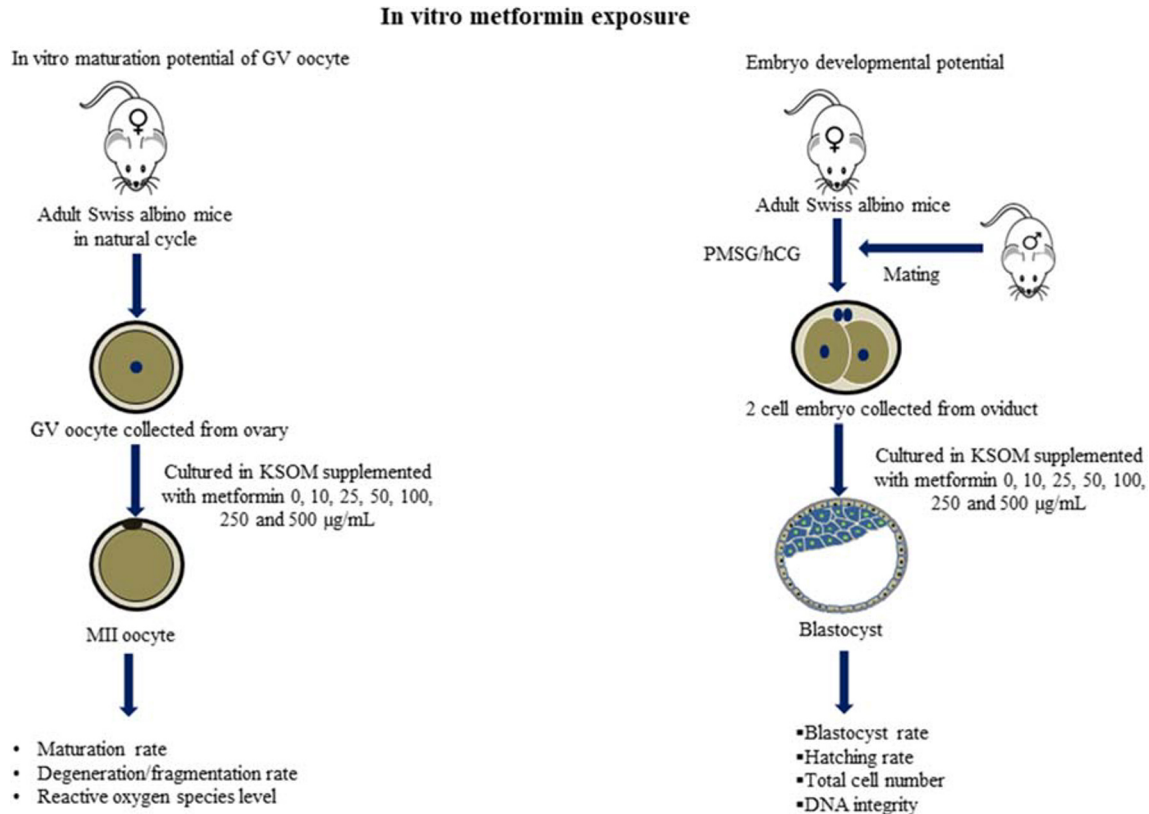 In vitro metformin exposure
In vitro maturation potential of GV oocyte
♀
Adult Swiss albino mice
in natural cycle
GV oocyte collected from ovary
Cultured in KSOM supplemented
with metformin 0, 10, 25, 50, 100,
250 and 500 µg/mL
MII oocyte
• Maturation rate
• Degeneration/fragmentation rate
• Reactive oxygen species level
Embryo developmental potential
♀
Adult Swiss albino mice
PMSG/hCG
♂
Mating
2 cell embryo collected from oviduct
Cultured in KSOM supplemented
with metformin 0, 10, 25, 50, 100,
250 and 500 µg/mL
Blastocyst
▪Blastocyst rate
▪Hatching rate
▪Total cell number
▪DNA integrity